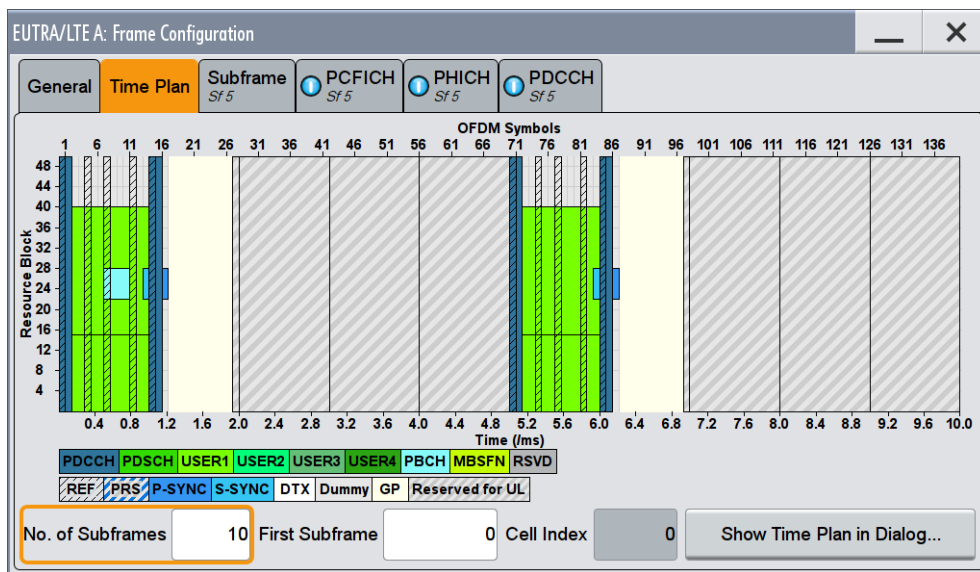 EUTRA/LTE A: Frame Configuration
General Time Plan Subframe Sf 5 PCFICH Sf 5 PHICH Sf 5 PDCCH Sf 5
OFDM Symbols
1 6 11 16 21 26 31 36 41 46 51 56 61 66 71 76 81 86 91 96 101 106 111 116 121 126 131 136
Resource Block
48
44
40
36
32
28
24
20
16
12
8
4
0.4 0.8 1.2 1.6 2.0 2.4 2.8 3.2 3.6 4.0 4.4 4.8 5.2 5.6 6.0 6.4 6.8 7.2 7.6 8.0 8.4 8.8 9.2 9.6 10.0
Time (/ms)
PDCCH PDSCH USER1 USER2 USER3 USER4 PBCH MBSFN RSVD
REF PRS P-SYNC S-SYNC DTX Dummy GP Reserved for UL
No. of Subframes 10 First Subframe 0 Cell Index 0 Show Time Plan in Dialog...